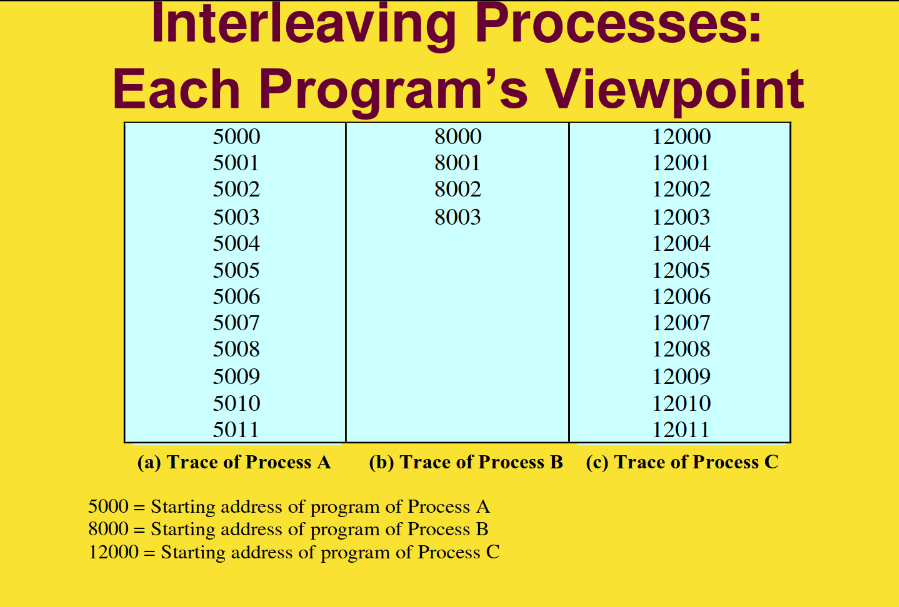 Interleaving Processes:
Each Program’s Viewpoint
5000 8000 12000
5001 8001 12001
5002 8002 12002
5003 8003 12003
5004 12004
5005 12005
5006 12006
5007 12007
5008 12008
5009 12009
5010 12010
5011 12011
(a) Trace of Process A (b) Trace of Process B (c) Trace of Process C
5000 = Starting address of program of Process A
8000 = Starting address of program of Process B
12000 = Starting address of program of Process C